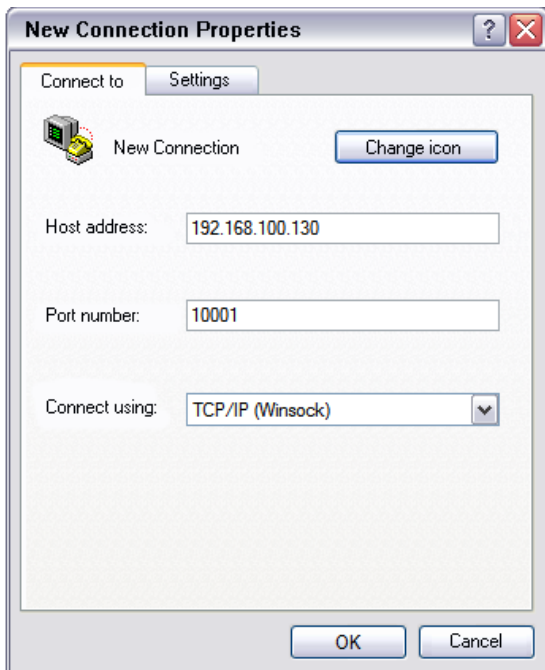 New Connection Properties
Connect to Settings
New Connection Change icon
Host address: 192.168.100.130
Port number: 10001
Connect using: TCP/IP (Winsock)
OK Cancel